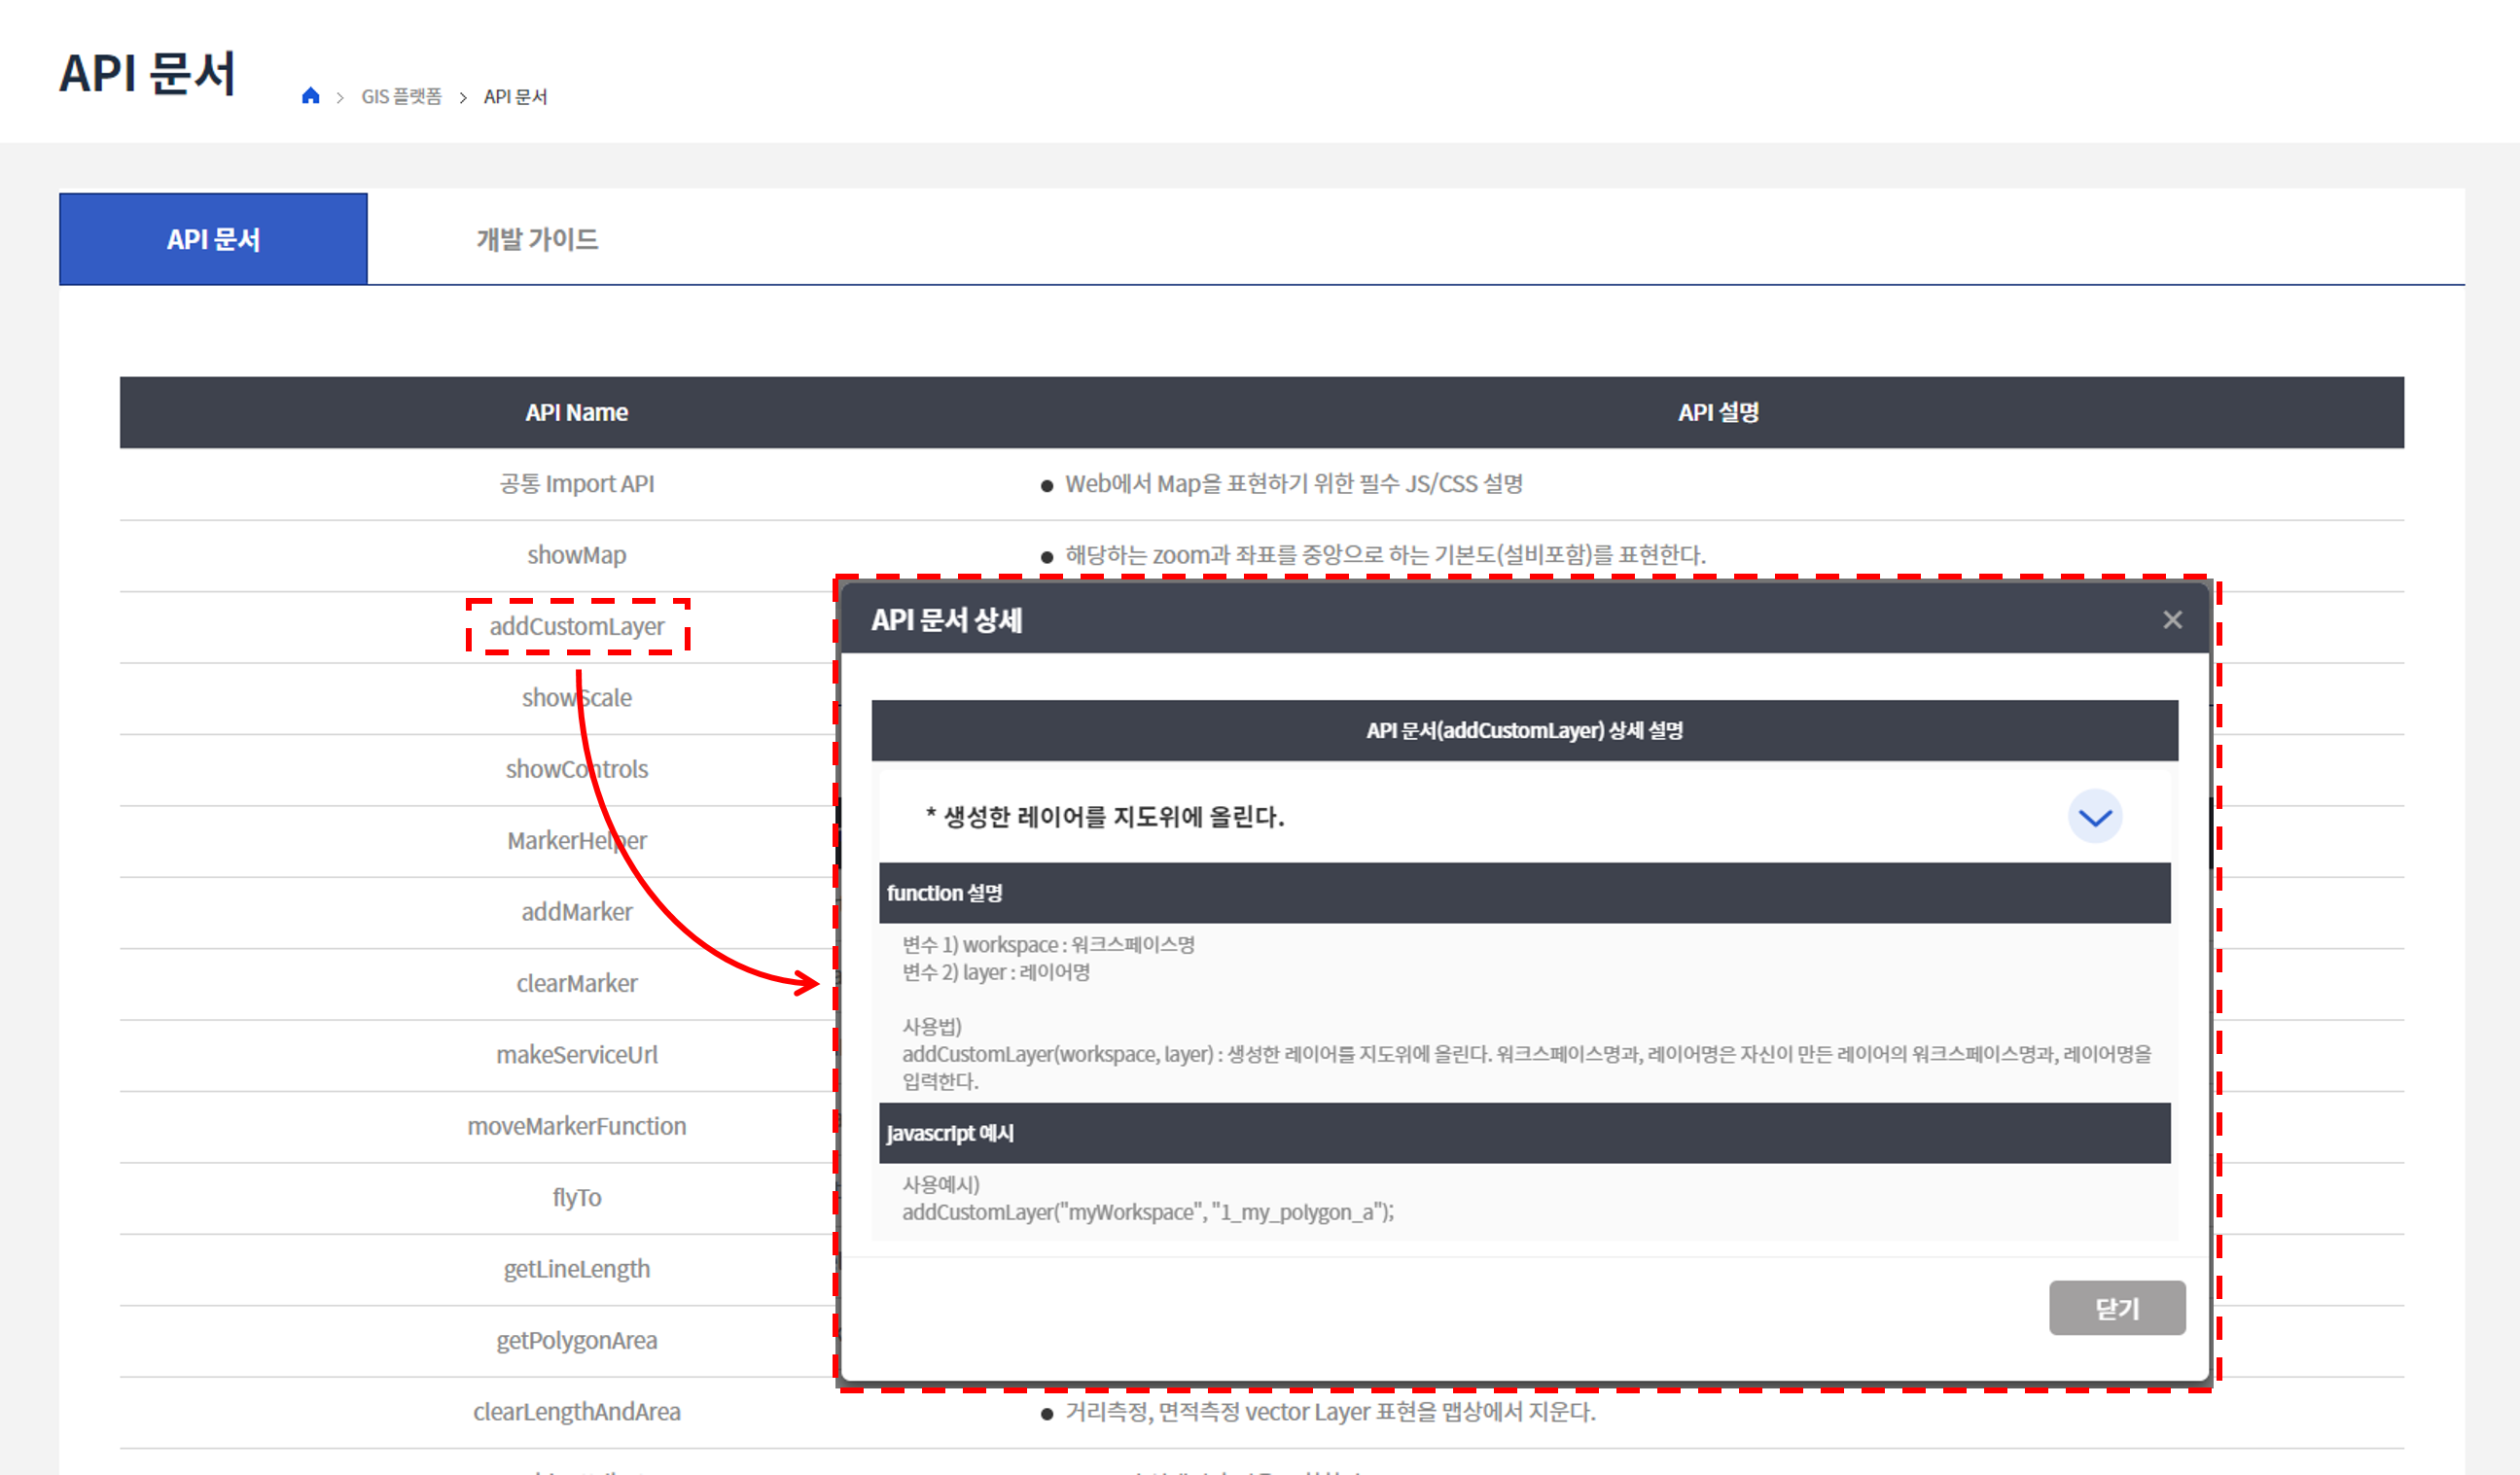 API 문서
GIS 플랫폼 > API 문서
API 문서
개발 가이드
API Name
API 설명
공통 Import API
● Web에서 Map을 표현하기 위한 필수 JS/CSS 설명
showMap
● 해당하는 zoom과 좌표를 중앙으로 하는 기본도(설비포함)를 표현한다.
addCustomLayer
showScale
showControls
MarkerHelper
addMarker
clearMarker
makeServiceUrl
moveMarkerFunction
flyTo
getLineLength
getPolygonArea
clearLengthAndArea
● 거리측정, 면적측정 vector Layer 표현을 맵상에서 지운다.
API 문서 상세
API 문서(addCustomLayer) 상세 설명
* 생성한 레이어를 지도위에 올린다.
function 설명
변수 1) workspace : 워크스페이스명
변수 2) layer : 레이어명
사용법)
addCustomLayer(workspace, layer) : 생성한 레이어를 지도위에 올린다. 워크스페이스명과, 레이어명은 자신이 만든 레이어의 워크스페이스명과, 레이어명을
입력한다.
javascript 예시
사용예시)
addCustomLayer("myWorkspace", "1_my_polygon_a");
닫기